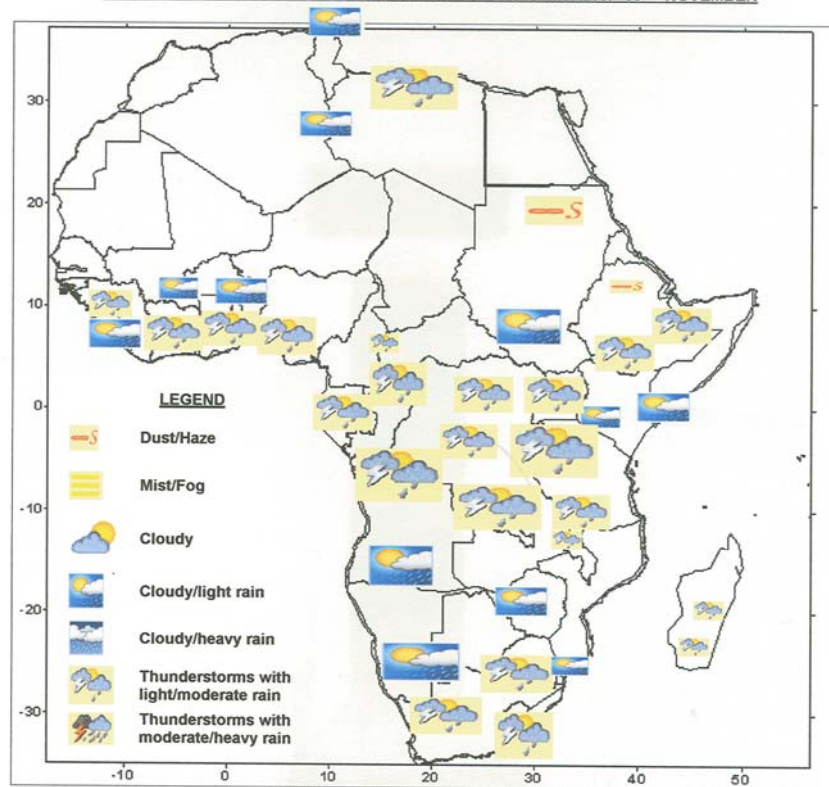 NOVEMBER
30
20
10
0
-10
-20
-30
LEGEND
Dust/Haze
Mist/Fog
Cloudy
Cloudy/light rain
Cloudy/heavy rain
Thunderstorms with
light/moderate rain
Thunderstorms with
moderate/heavy rain
-10
0
10
20
30
40
50